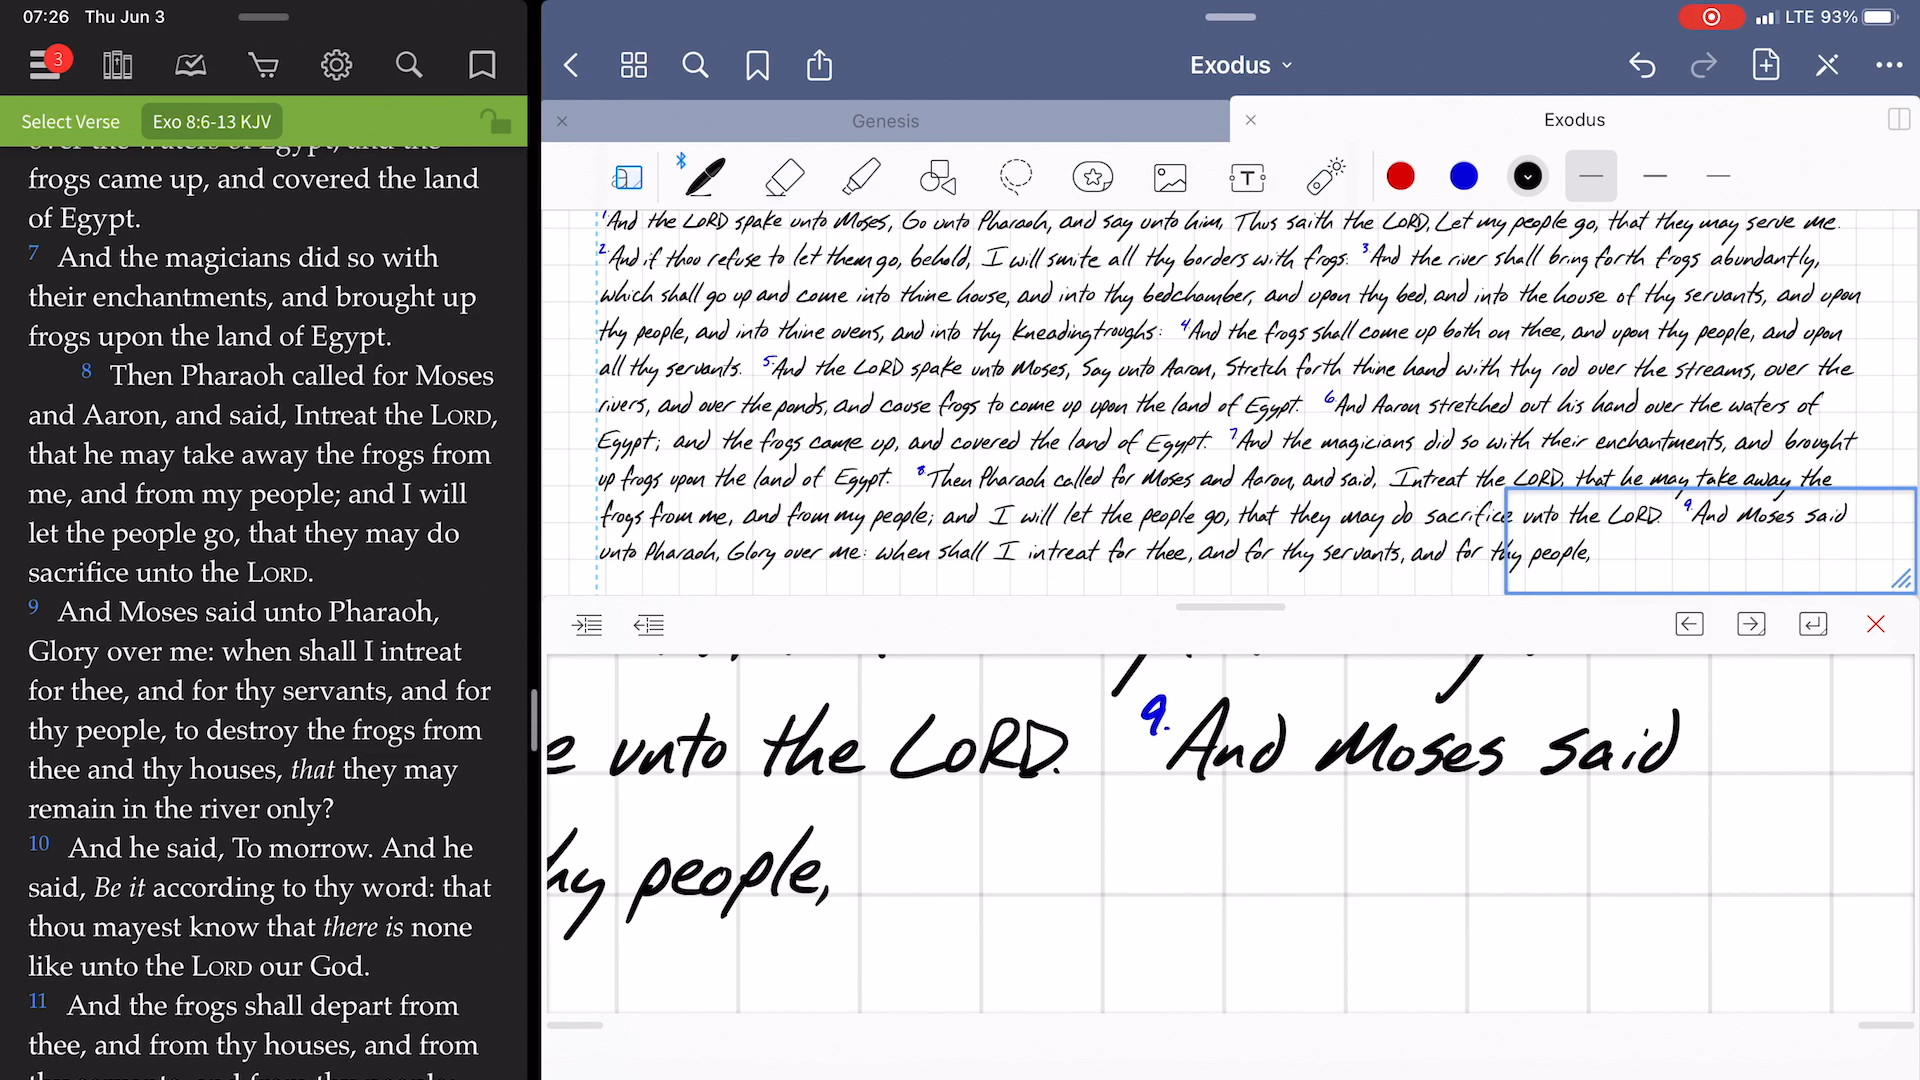 07:26 Thu Jun 3
3
Select Verse Exo 8:6-13 KJV
over the waters of Egypt; and the
frogs came up, and covered the land
of Egypt.
7 And the magicians did so with
their enchantments, and brought up
frogs upon the land of Egypt.
8 Then Pharaoh called for Moses
and Aaron, and said, Intreat the LORD,
that he may take away the frogs from
me, and from my people; and I will
let the people go, that they may do
sacrifice unto the LORD.
9 And Moses said unto Pharaoh,
Glory over me: when shall I intreat
for thee, and for thy servants, and for
thy people, to destroy the frogs from
thee and thy houses, that they may
remain in the river only?
10 And he said, To morrow. And he
said, Be it according to thy word: that
thou mayest know that there is none
like unto the LORD our God.
11 And the frogs shall depart from
thee, and from thy houses, and from
LTE 93%
Exodus
Genesis
Exodus
T
1. And the LORD spake unto Moses, Go unto Pharaoh, and say unto him, Thus saith the LORD, Let my people go, that they may serve me.
2. And if thou refuse to let them go, behold, I will smite all thy borders with frogs: 3. And the river shall bring forth frogs abundantly,
which shall go up and come into thine house, and into thy bedchamber, and upon thy bed, and into the house of thy servants, and upon
thy people, and into thine ovens, and into thy kneadingtroughs: 4. And the frogs shall come up both on thee, and upon thy people, and upon
all thy servants. 5. And the LORD spake unto Moses, Say unto Aaron, Stretch forth thine hand with thy rod over the streams, over the
rivers, and over the ponds, and cause frogs to come up upon the land of Egypt. 6. And Aaron stretched out his hand over the waters of
Egypt; and the frogs came up, and covered the land of Egypt. 7. And the magicians did so with their enchantments, and brought
up frogs upon the land of Egypt. 8. Then Pharaoh called for Moses and Aaron, and said, Intreat the LORD, that he may take away the
frogs from me, and from my people; and I will let the people go, that they may do sacrifice unto the LORD. 9. And Moses said
unto Pharaoh, Glory over me: when shall I intreat for thee, and for thy servants, and for thy people,
e unto the LORD. 9. And Moses said
hy people,